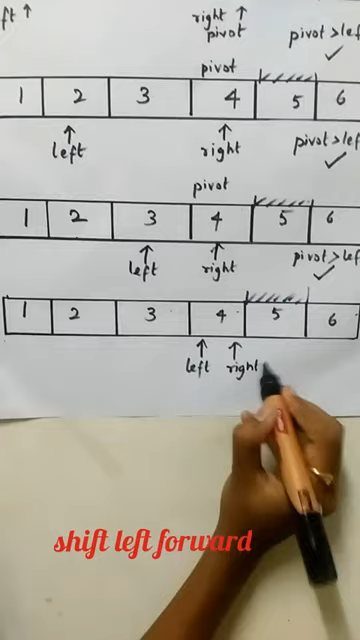 ft ↑
right ↑
pivot
pivot > lef
✓
pivot
1 2 3 4 5 6
↑ ↑
left right
pivot > lef
✓
pivot
1 2 3 4 5 6
↑ ↑
left right
pivot > lef
✓
1 2 3 4 5 6
↑ ↑
left right
shift left forward